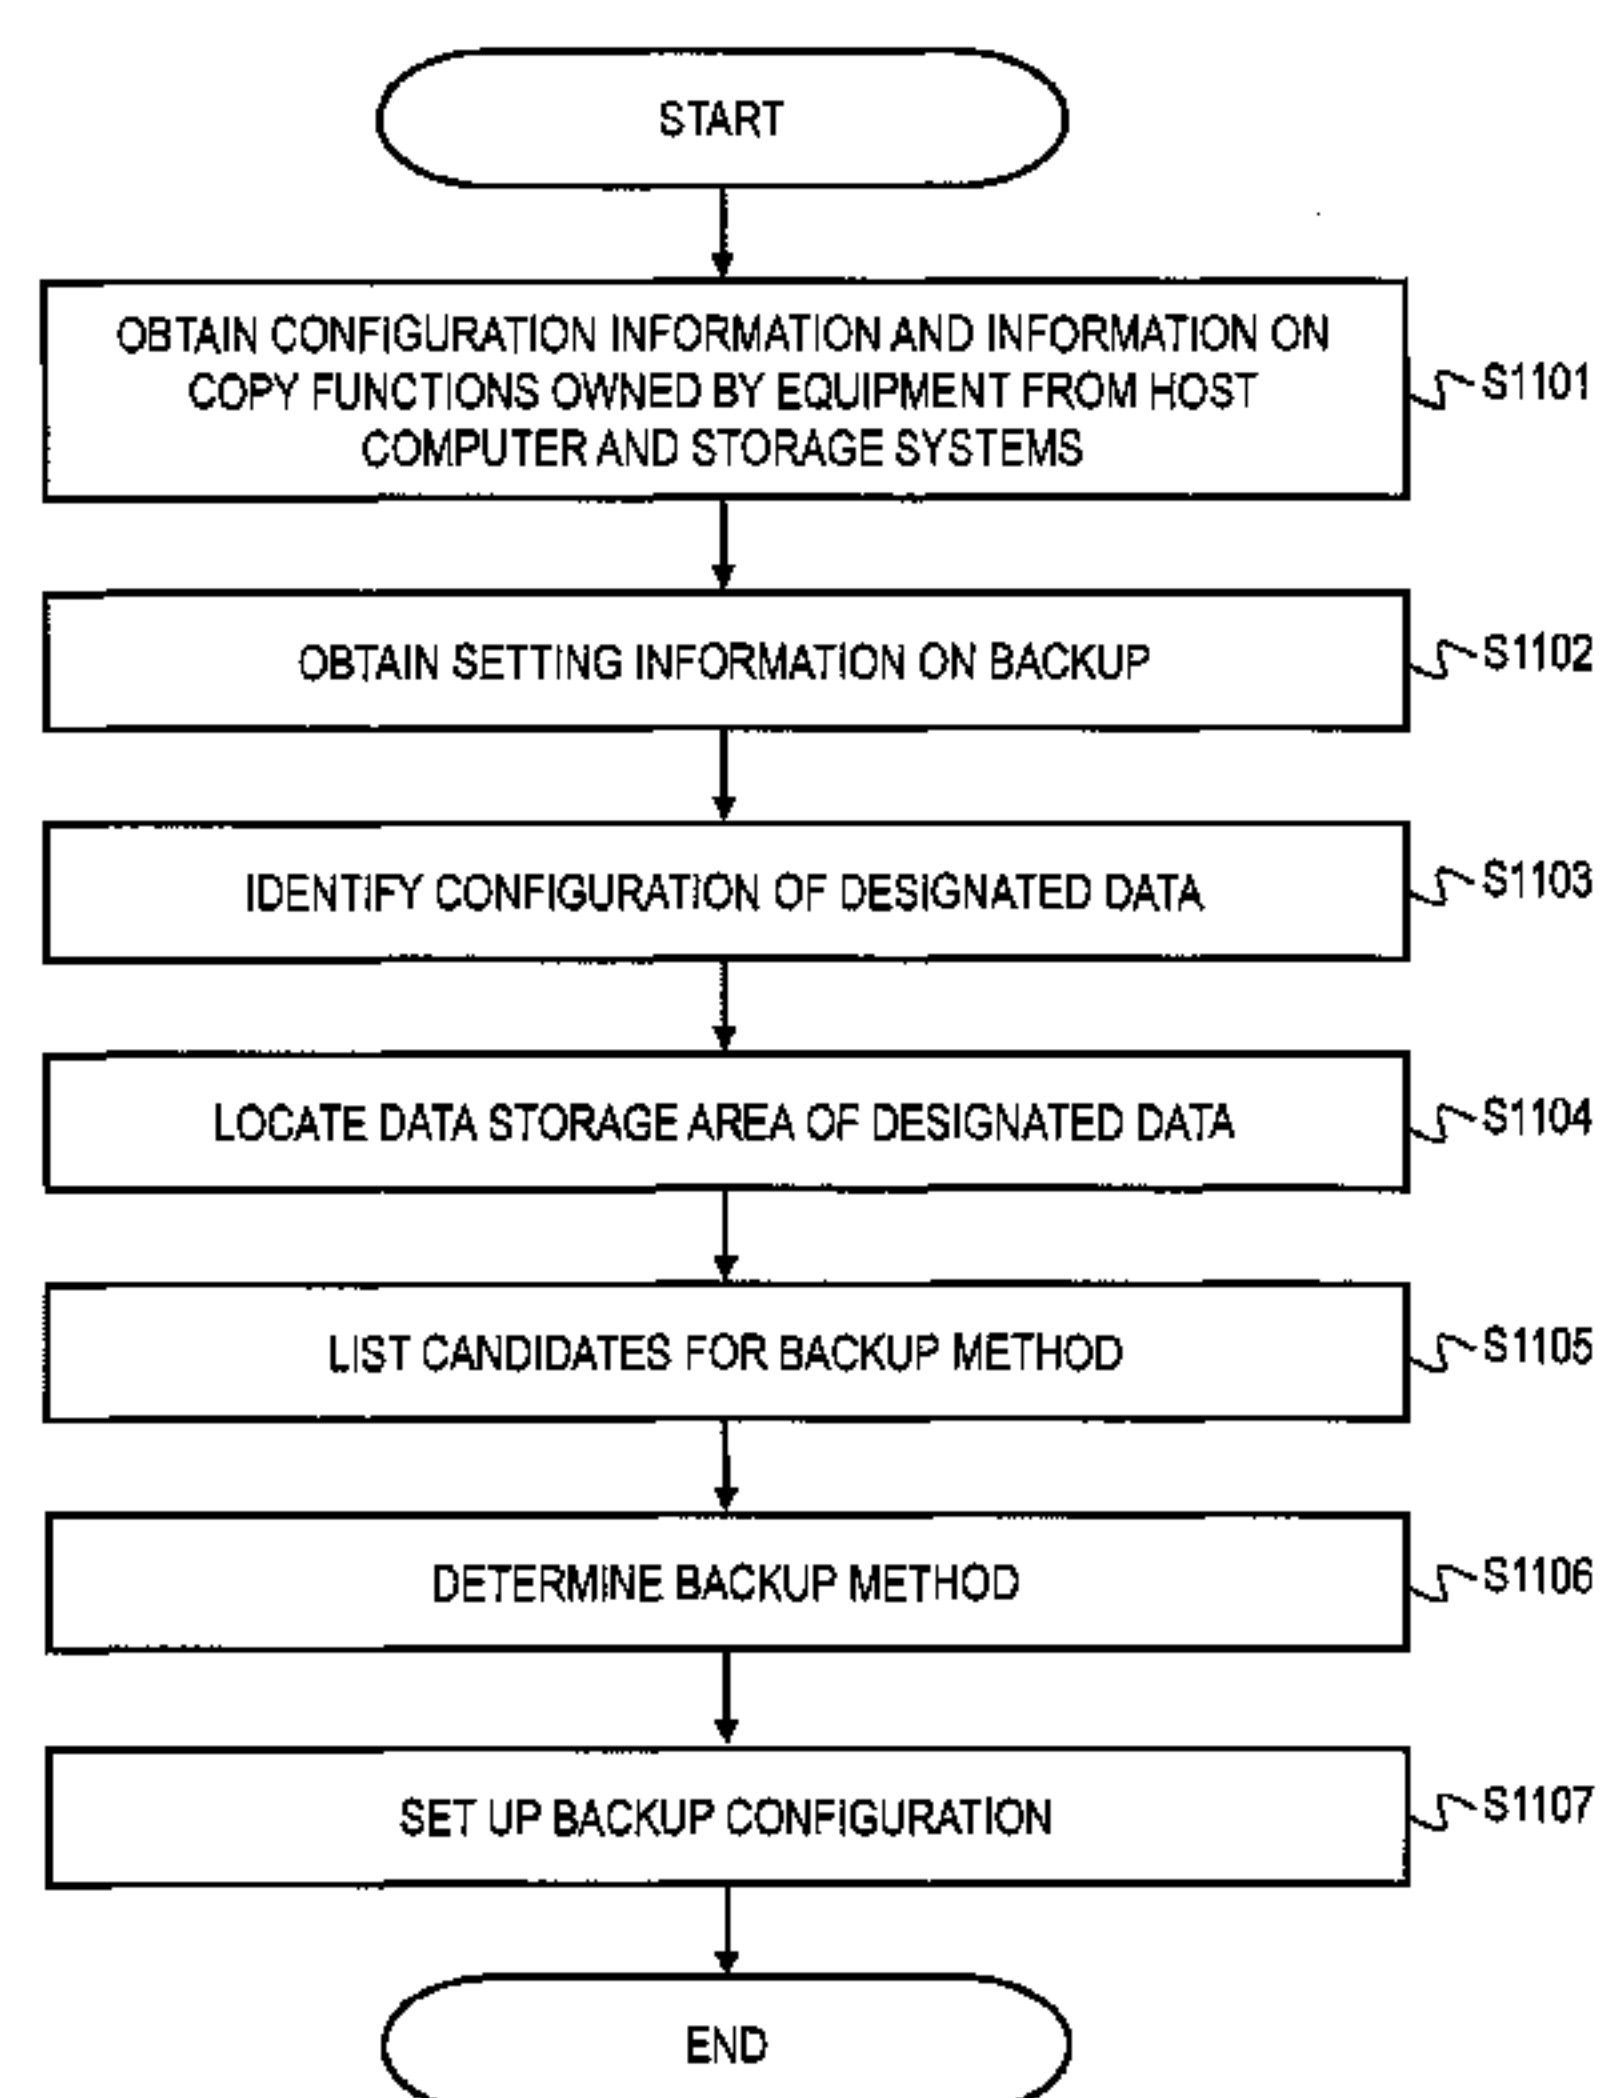 START
OBTAIN CONFIGURATION INFORMATION AND INFORMATION ON
COPY FUNCTIONS OWNED BY EQUIPMENT FROM HOST
COMPUTER AND STORAGE SYSTEMS
S1101
OBTAIN SETTING INFORMATION ON BACKUP
S1102
IDENTIFY CONFIGURATION OF DESIGNATED DATA
S1103
LOCATE DATA STORAGE AREA OF DESIGNATED DATA
S1104
LIST CANDIDATES FOR BACKUP METHOD
S1105
DETERMINE BACKUP METHOD
S1106
SET UP BACKUP CONFIGURATION
S1107
END